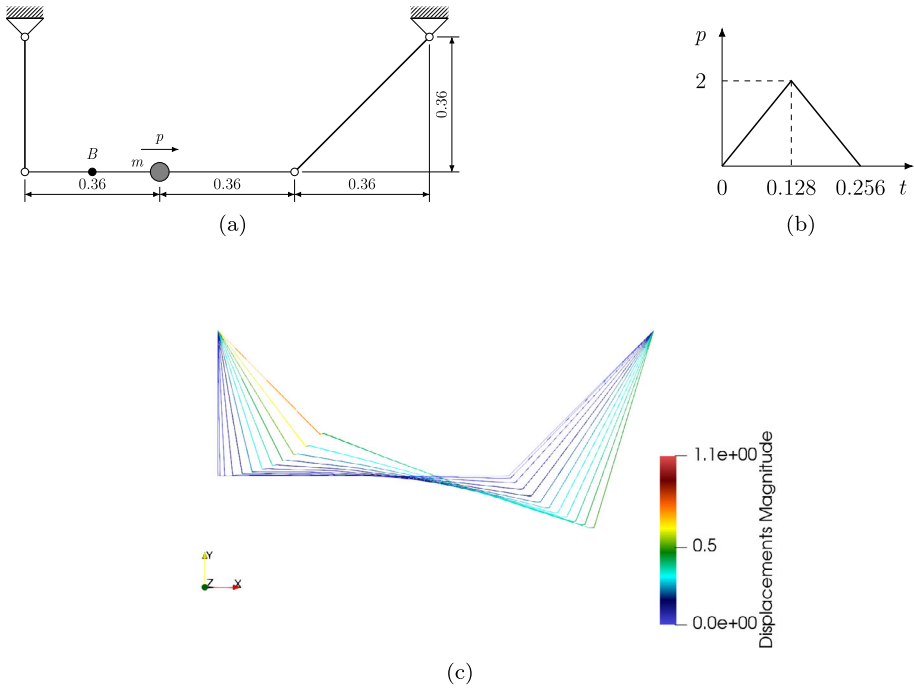 0.36
B
p
m
0.36
0.36
0.36
(a)
p
2
0
0.128
0.256
t
(b)
1.1e+00
0.5
0.0e+00
Displacements Magnitude
Y
Z
X
(c)